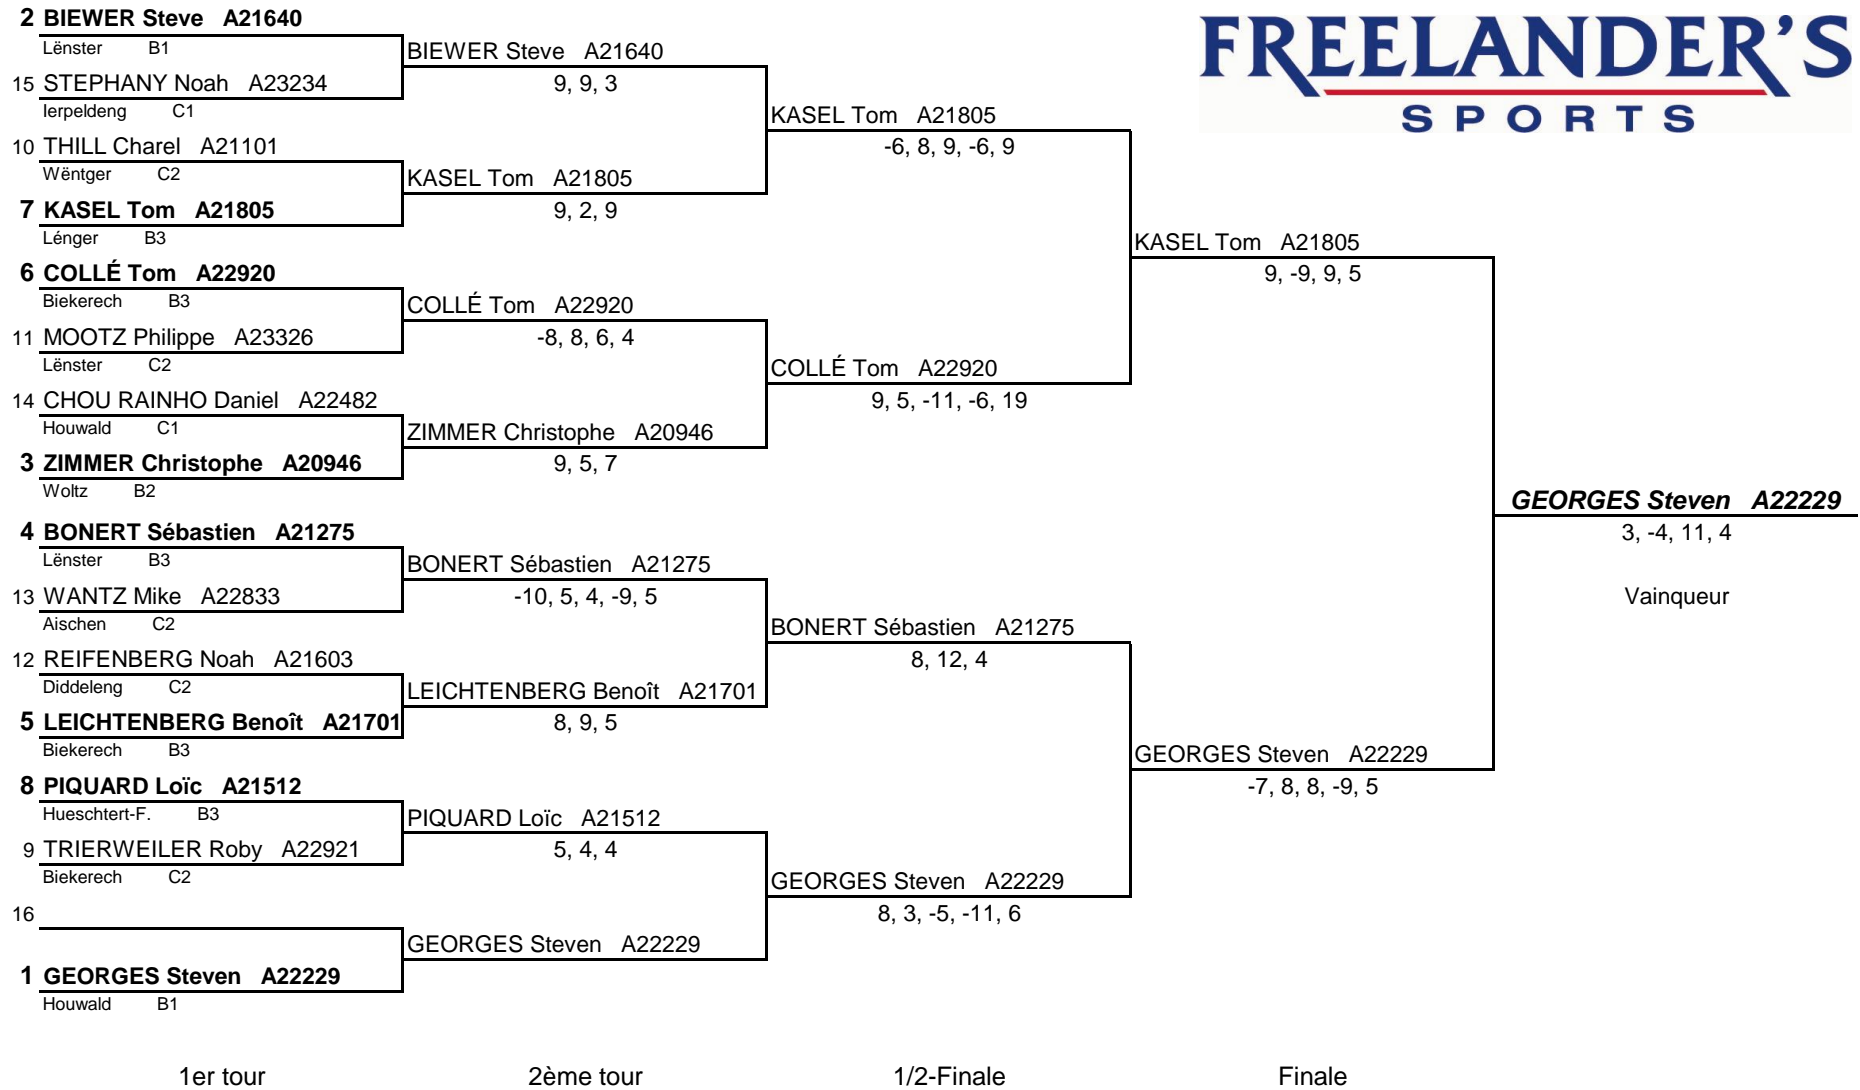 FREELANDER'S
SPORTS
2 BIEWER Steve A21640
Lënster B1
BIEWER Steve A21640
15 STEPHANY Noah A23234
9, 9, 3
Ierpeldeng C1
KASEL Tom A21805
10 THILL Charel A21101
-6, 8, 9, -6, 9
Wëntger C2
KASEL Tom A21805
7 KASEL Tom A21805
9, 2, 9
Lénger B3
KASEL Tom A21805
6 COLLÉ Tom A22920
9, -9, 9, 5
Biekerech B3
COLLÉ Tom A22920
11 MOOTZ Philippe A23326
-8, 8, 6, 4
Lënster C2
COLLÉ Tom A22920
14 CHOU RAINHO Daniel A22482
9, 5, -11, -6, 19
Houwald C1
ZIMMER Christophe A20946
3 ZIMMER Christophe A20946
9, 5, 7
Woltz B2
GEORGES Steven A22229
4 BONERT Sébastien A21275
3, -4, 11, 4
Lënster B3
BONERT Sébastien A21275
13 WANTZ Mike A22833
-10, 5, 4, -9, 5
Vainqueur
Aischen C2
BONERT Sébastien A21275
12 REIFENBERG Noah A21603
8, 12, 4
Diddeleng C2
LEICHTENBERG Benoît A21701
5 LEICHTENBERG Benoît A21701
8, 9, 5
Biekerech B3
GEORGES Steven A22229
8 PIQUARD Loïc A21512
-7, 8, 8, -9, 5
Hueschtert-F. B3
PIQUARD Loïc A21512
9 TRIERWEILER Roby A22921
5, 4, 4
Biekerech C2
GEORGES Steven A22229
16
8, 3, -5, -11, 6
GEORGES Steven A22229
1 GEORGES Steven A22229
Houwald B1
1er tour 2ème tour 1/2-Finale Finale